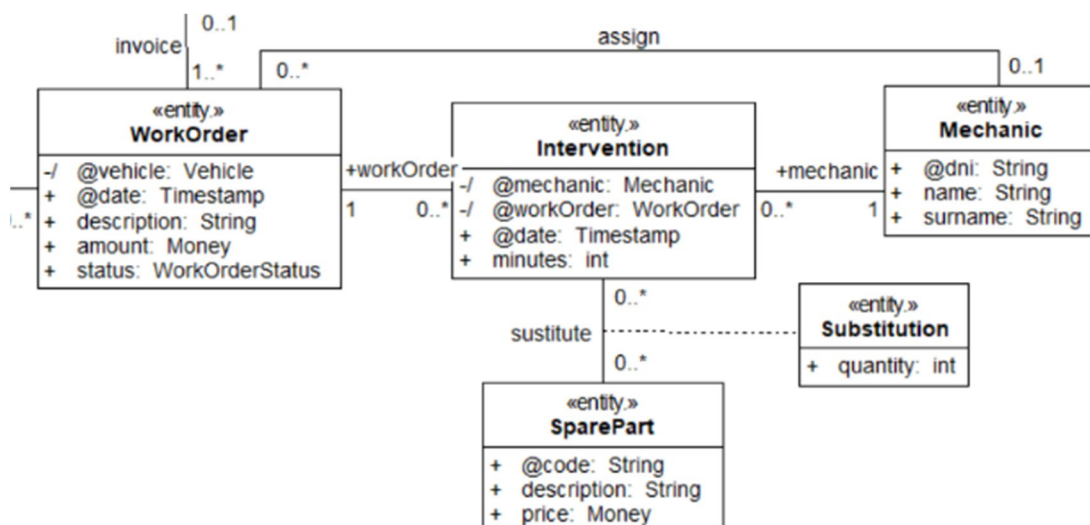 0..1
invoice
1..*
assign
0..*
0..1
«entity.»
WorkOrder
-/ @vehicle: Vehicle
+ @date: Timestamp
+ description: String
+ amount: Money
+ status: WorkOrderStatus
+workOrder
1
0..*
«entity.»
Intervention
-/ @mechanic: Mechanic
-/ @workOrder: WorkOrder
+ @date: Timestamp
+ minutes: int
+mechanic
0..*
1
«entity.»
Mechanic
+ @dni: String
+ name: String
+ surname: String
0..*
sustitute
0..*
«entity.»
Substitution
+ quantity: int
«entity.»
SparePart
+ @code: String
+ description: String
+ price: Money